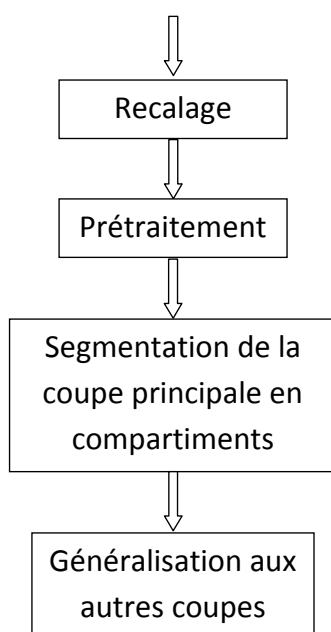 Recalage
Prétraitement
Segmentation de la
coupe principale en
compartiments
Généralisation aux
autres coupes